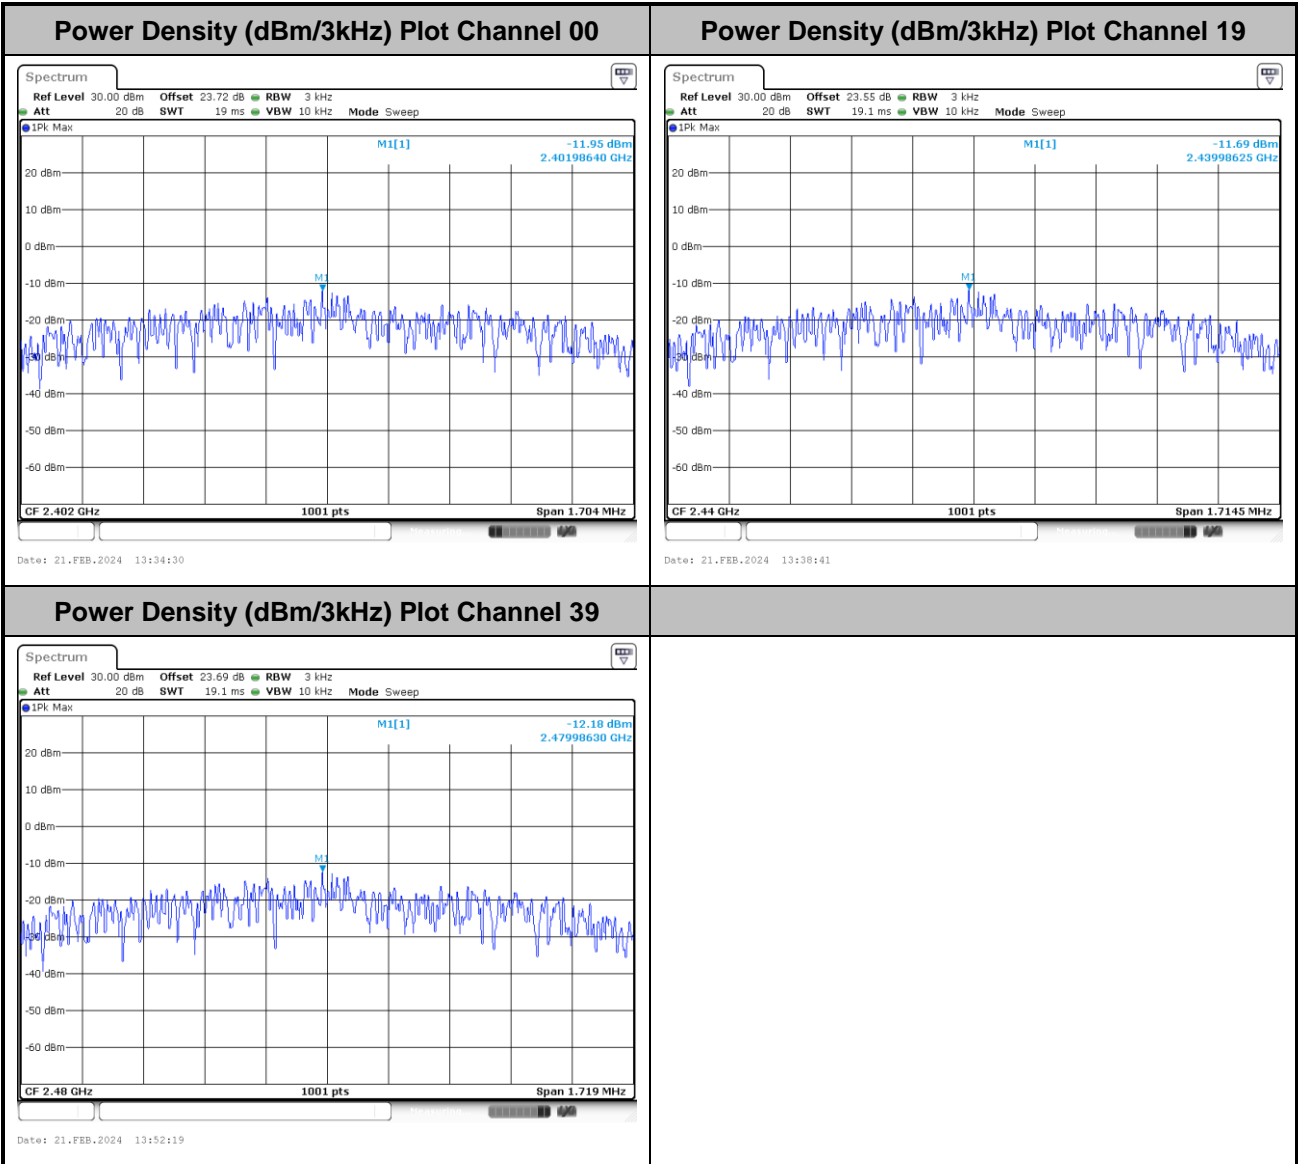 Power Density (dBm/3kHz) Plot Channel 00
Spectrum
Ref Level 30.00 dBm Offset 23.72 dB RBW 3 kHz
Att 20 dB SWT 19 ms VBW 10 kHz Mode Sweep
1Pk Max
M1[1] -11.95 dBm
2.40198640 GHz
20 dBm
10 dBm
0 dBm
M1
-10 dBm
-20 dBm
-30 dBm
-40 dBm
-50 dBm
-60 dBm
CF 2.402 GHz 1001 pts Span 1.704 MHz
Date: 21.FEB.2024 13:34:30
Power Density (dBm/3kHz) Plot Channel 19
Spectrum
Ref Level 30.00 dBm Offset 23.55 dB RBW 3 kHz
Att 20 dB SWT 19.1 ms VBW 10 kHz Mode Sweep
1Pk Max
M1[1] -11.69 dBm
2.43998625 GHz
20 dBm
10 dBm
0 dBm
M1
-10 dBm
-20 dBm
-30 dBm
-40 dBm
-50 dBm
-60 dBm
CF 2.44 GHz 1001 pts Span 1.7145 MHz
Date: 21.FEB.2024 13:38:41
Power Density (dBm/3kHz) Plot Channel 39
Spectrum
Ref Level 30.00 dBm Offset 23.69 dB RBW 3 kHz
Att 20 dB SWT 19.1 ms VBW 10 kHz Mode Sweep
1Pk Max
M1[1] -12.18 dBm
2.47998630 GHz
20 dBm
10 dBm
0 dBm
M1
-10 dBm
-20 dBm
-30 dBm
-40 dBm
-50 dBm
-60 dBm
CF 2.48 GHz 1001 pts Span 1.719 MHz
Date: 21.FEB.2024 13:52:19